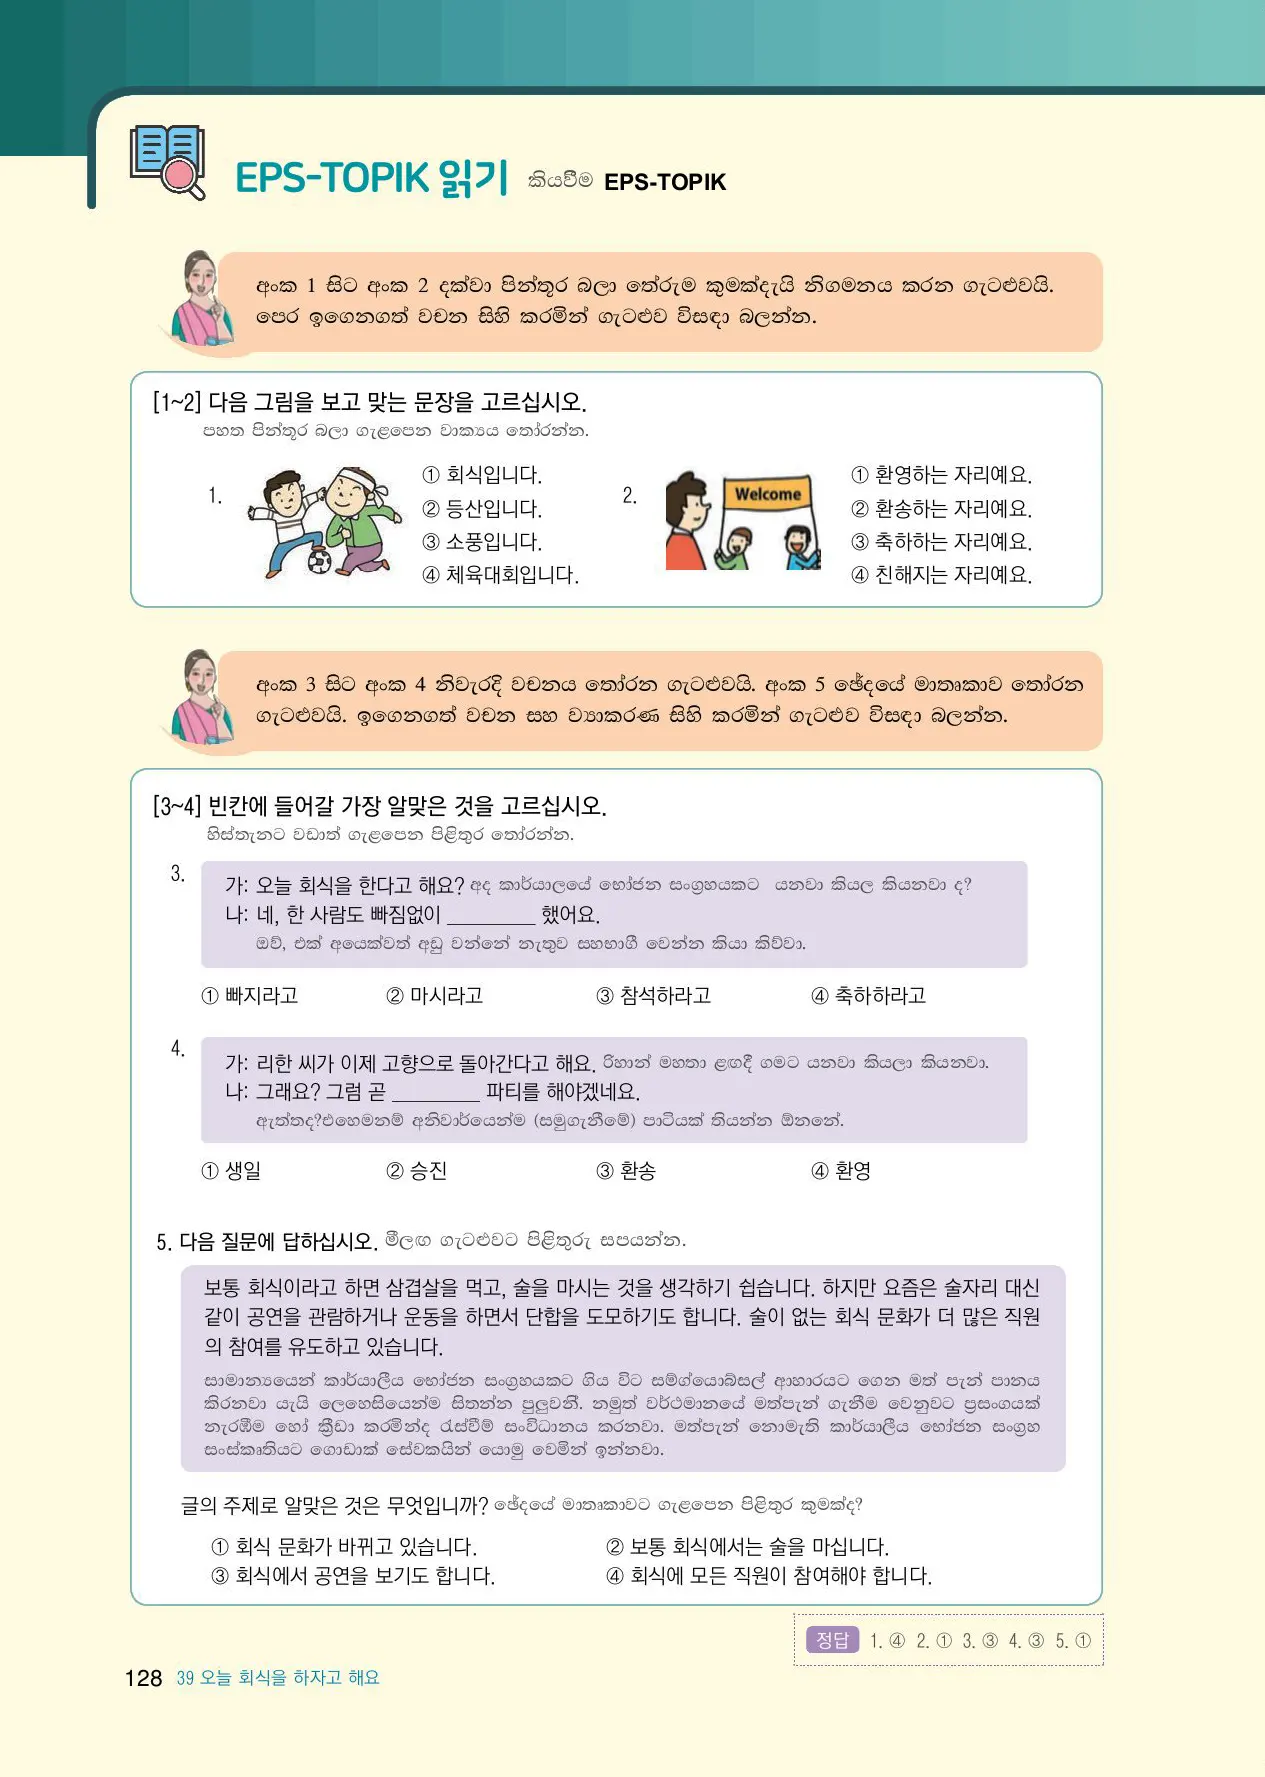 EPS-TOPIK 읽기 කියවීම EPS-TOPIK
අංක 1 සිට අංක 2 දක්වා පින්තූර බලා තේරුම කුමක්දැයි නිගමනය කරන ගැටළුවයි.
පෙර ඉගෙනගත් වචන සිහි කරමින් ගැටළුව විසඳා බලන්න.
[1~2] 다음 그림을 보고 맞는 문장을 고르십시오.
පහත පින්තූර බලා ගැළපෙන වාක්‍යය තෝරන්න.
1.
① 회식입니다.
② 등산입니다.
③ 소풍입니다.
④ 체육대회입니다.
2.
Welcome
① 환영하는 자리예요.
② 환송하는 자리예요.
③ 축하하는 자리예요.
④ 친해지는 자리예요.
අංක 3 සිට අංක 4 නිවැරදි වචනය තෝරන ගැටළුවයි. අංක 5 ඡේදයේ මාතෘකාව තෝරන
ගැටළුවයි. ඉගෙනගත් වචන සහ ව්‍යාකරණ සිහි කරමින් ගැටළුව විසඳා බලන්න.
[3~4] 빈칸에 들어갈 가장 알맞은 것을 고르십시오.
හිස්තැනට වඩාත් ගැළපෙන පිළිතුර තෝරන්න.
3.
가: 오늘 회식을 한다고 해요? අද කාර්යාලයේ භෝජන සංග්‍රහයකට යනවා කියල කියනවා ද?
나: 네, 한 사람도 빠짐없이 ________ 했어요.
ඔව්, එක් අයෙක්වත් අඩු වන්නේ නැතුව සහභාගී වෙන්න කියා කිව්වා.
① 빠지라고 ② 마시라고 ③ 참석하라고 ④ 축하하라고
4.
가: 리한 씨가 이제 고향으로 돌아간다고 해요. රිහාන් මහතා ළඟදී ගමට යනවා කියලා කියනවා.
나: 그래요? 그럼 곧 ________ 파티를 해야겠네요.
ඇත්තද?එහෙමනම් අනිවාර්යෙන්ම (සමුගැනීමේ) පාටියක් තියන්න ඕනනේ.
① 생일 ② 승진 ③ 환송 ④ 환영
5. 다음 질문에 답하십시오. මීලඟ ගැටළුවට පිළිතුරු සපයන්න.
보통 회식이라고 하면 삼겹살을 먹고, 술을 마시는 것을 생각하기 쉽습니다. 하지만 요즘은 술자리 대신
같이 공연을 관람하거나 운동을 하면서 단합을 도모하기도 합니다. 술이 없는 회식 문화가 더 많은 직원
의 참여를 유도하고 있습니다.
සාමාන්‍යයෙන් කාර්යාලීය භෝජන සංග්‍රහයකට ගිය විට සම්ග්යොබ්සල් ආහාරයට ගෙන මත් පැන් පානය
කිරනවා යැයි ලෙහෙසියෙන්ම සිතන්න පුලුවනි. නමුත් වර්ථමානයේ මත්පැන් ගැනීම වෙනුවට ප්‍රසංගයක්
නැරඹීම හෝ ක්‍රීඩා කරමින්ද රැස්වීම් සංවිධානය කරනවා. මත්පැන් නොමැති කාර්යාලීය භෝජන සංග්‍රහ
සංස්කෘතියට ගොඩාක් සේවකයින් යොමු වෙමින් ඉන්නවා.
글의 주제로 알맞은 것은 무엇입니까? ඡේදයේ මාතෘකාවට ගැළපෙන පිළිතුර කුමක්ද?
① 회식 문화가 바뀌고 있습니다. ② 보통 회식에서는 술을 마십니다.
③ 회식에서 공연을 보기도 합니다. ④ 회식에 모든 직원이 참여해야 합니다.
정답 1. ④ 2. ① 3. ③ 4. ③ 5. ①
128 39 오늘 회식을 하자고 해요